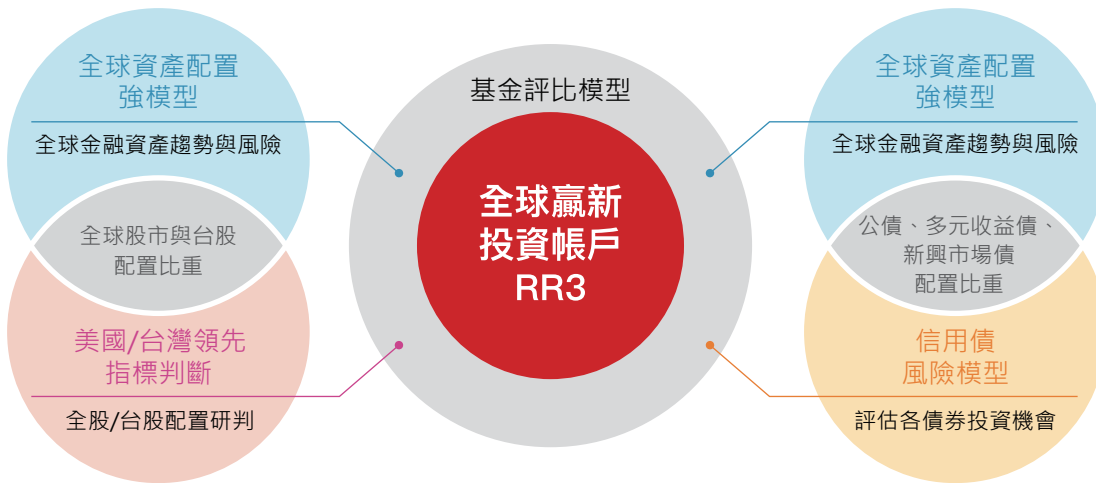 全球資產配置
強模型
全球金融資產趨勢與風險
全球股市與台股
配置比重
美國/台灣領先
指標判斷
全股/台股配置研判
基金評比模型
全球贏新
投資帳戶
RR3
全球資產配置
強模型
全球金融資產趨勢與風險
公債、多元收益債、
新興市場債
配置比重
信用債
風險模型
評估各債券投資機會